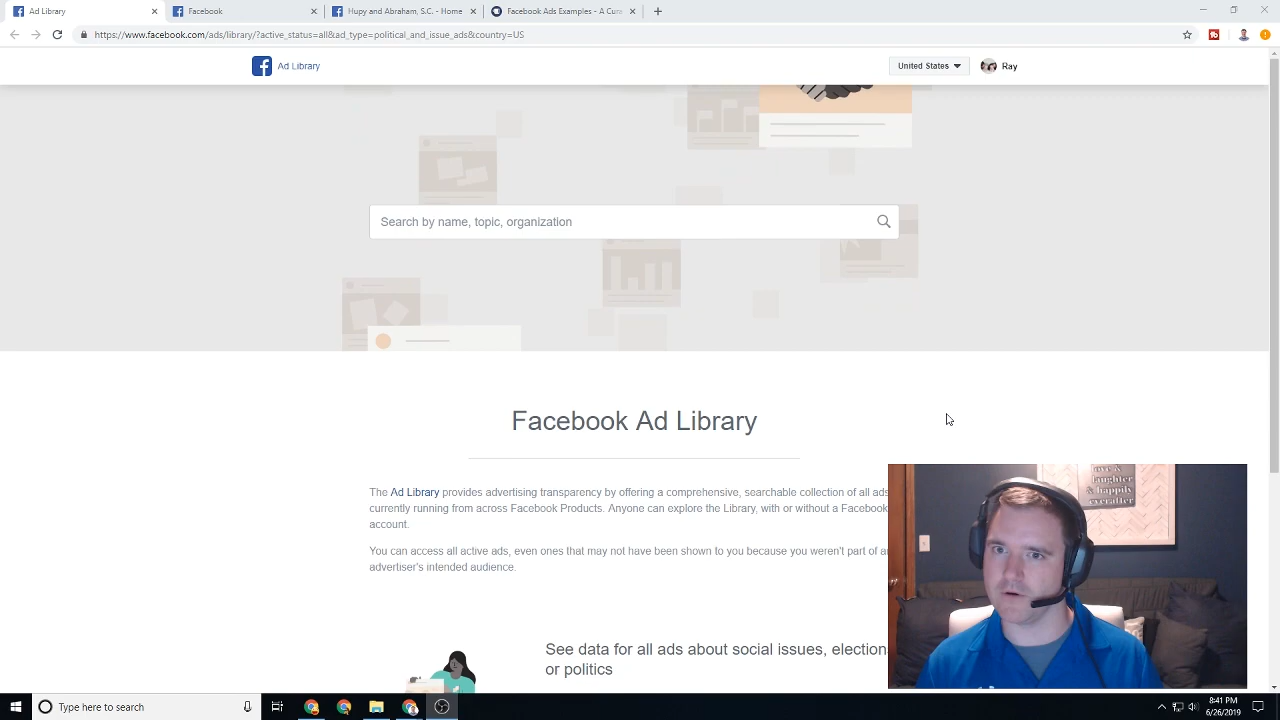 Ad Library
Facebook
Hupy and Abraham, S.C. - Home
Facebook Ads Examples - A Cure
https://www.facebook.com/ads/library/?active_status=all&ad_type=political_and_issue_ads&country=US
Ad Library
United States
Ray
Search by name, topic, organization
Facebook Ad Library
The Ad Library provides advertising transparency by offering a comprehensive, searchable collection of all ads
currently running from across Facebook Products. Anyone can explore the Library, with or without a Facebook
account.
You can access all active ads, even ones that may not have been shown to you because you weren't part of an
advertiser's intended audience.
laughter
& happily
See data for all ads about social issues, election
or politics
Type here to search
8:41 PM
6/26/2019